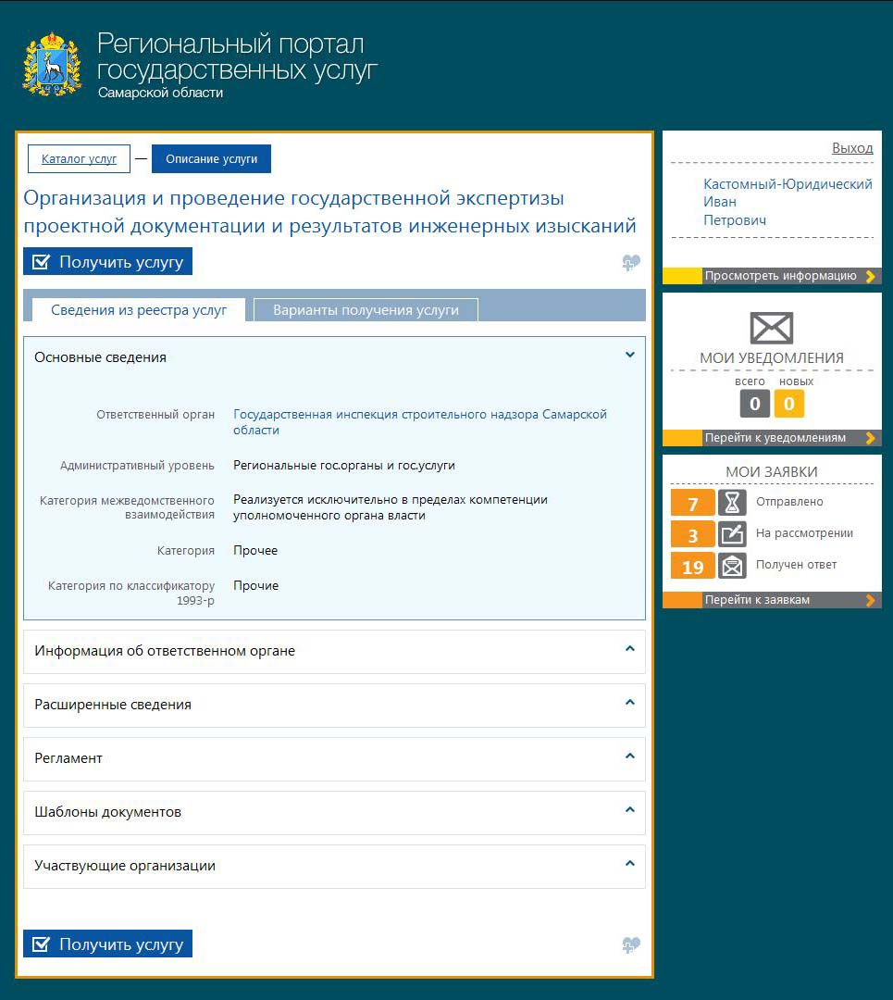 Региональный портал
государственных услуг
Самарской области
Каталог услуг — Описание услуги
Организация и проведение государственной экспертизы
проектной документации и результатов инженерных изысканий
Получить услугу
Сведения из реестра услуг
Варианты получения услуги
Основные сведения
Ответственный орган
Государственная инспекция строительного надзора Самарской
области
Административный уровень
Региональные гос.органы и гос.услуги
Категория межведомственного
взаимодействия
Реализуется исключительно в пределах компетенции
уполномоченного органа власти
Категория
Прочее
Категория по классификатору
1993-р
Прочие
Информация об ответственном органе
Расширенные сведения
Регламент
Шаблоны документов
Участвующие организации
Получить услугу
Выход
Кастомный-Юридический
Иван
Петрович
Просмотреть информацию
МОИ УВЕДОМЛЕНИЯ
всего новых
0 0
Перейти к уведомлениям
МОИ ЗАЯВКИ
7 Отправлено
3 На рассмотрении
19 Получен ответ
Перейти к заявкам